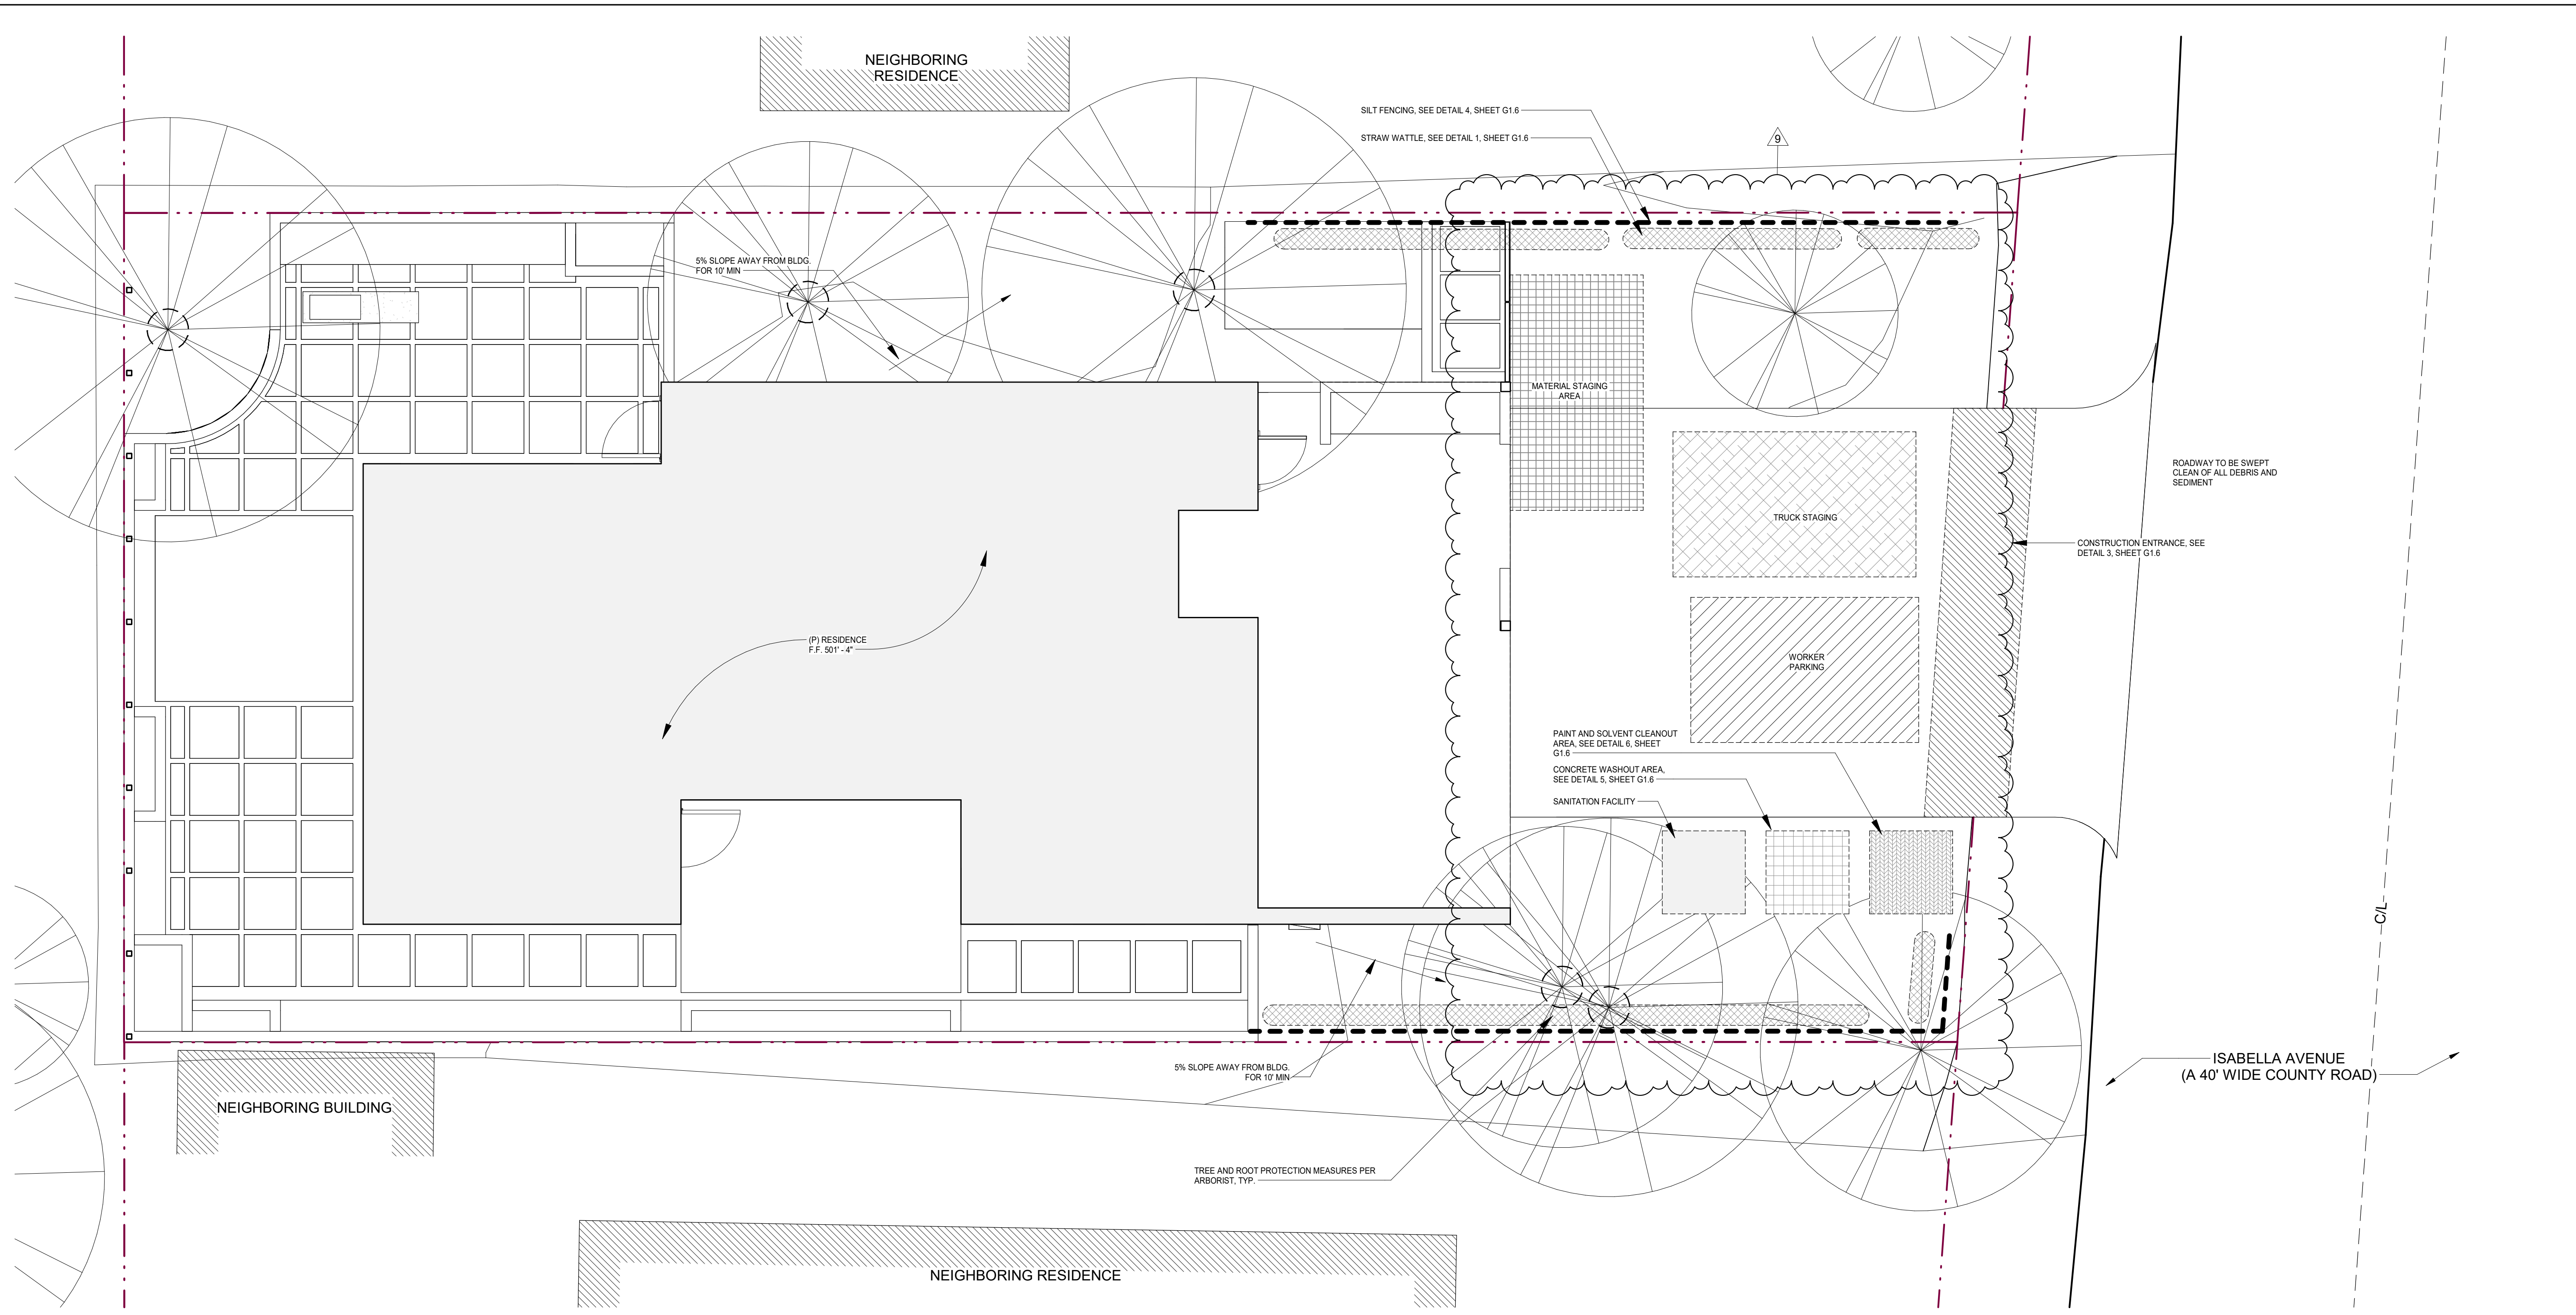 NEIGHBORING
RESIDENCE
SILT FENCING, SEE DETAIL 4, SHEET G1.6
STRAW WATTLE, SEE DETAIL 1, SHEET G1.6
9
5% SLOPE AWAY FROM BLDG.
FOR 10' MIN
MATERIAL STAGING
AREA
ROADWAY TO BE SWEPT
CLEAN OF ALL DEBRIS AND
SEDIMENT
TRUCK STAGING
CONSTRUCTION ENTRANCE, SEE
DETAIL 3, SHEET G1.6
(P) RESIDENCE
F.F. 501' - 4"
WORKER
PARKING
PAINT AND SOLVENT CLEANOUT
AREA, SEE DETAIL 6, SHEET
G1.6
CONCRETE WASHOUT AREA,
SEE DETAIL 5, SHEET G1.6
SANITATION FACILITY
C/L
5% SLOPE AWAY FROM BLDG.
FOR 10' MIN
ISABELLA AVENUE
(A 40' WIDE COUNTY ROAD)
NEIGHBORING BUILDING
TREE AND ROOT PROTECTION MEASURES PER
ARBORIST, TYP.
NEIGHBORING RESIDENCE